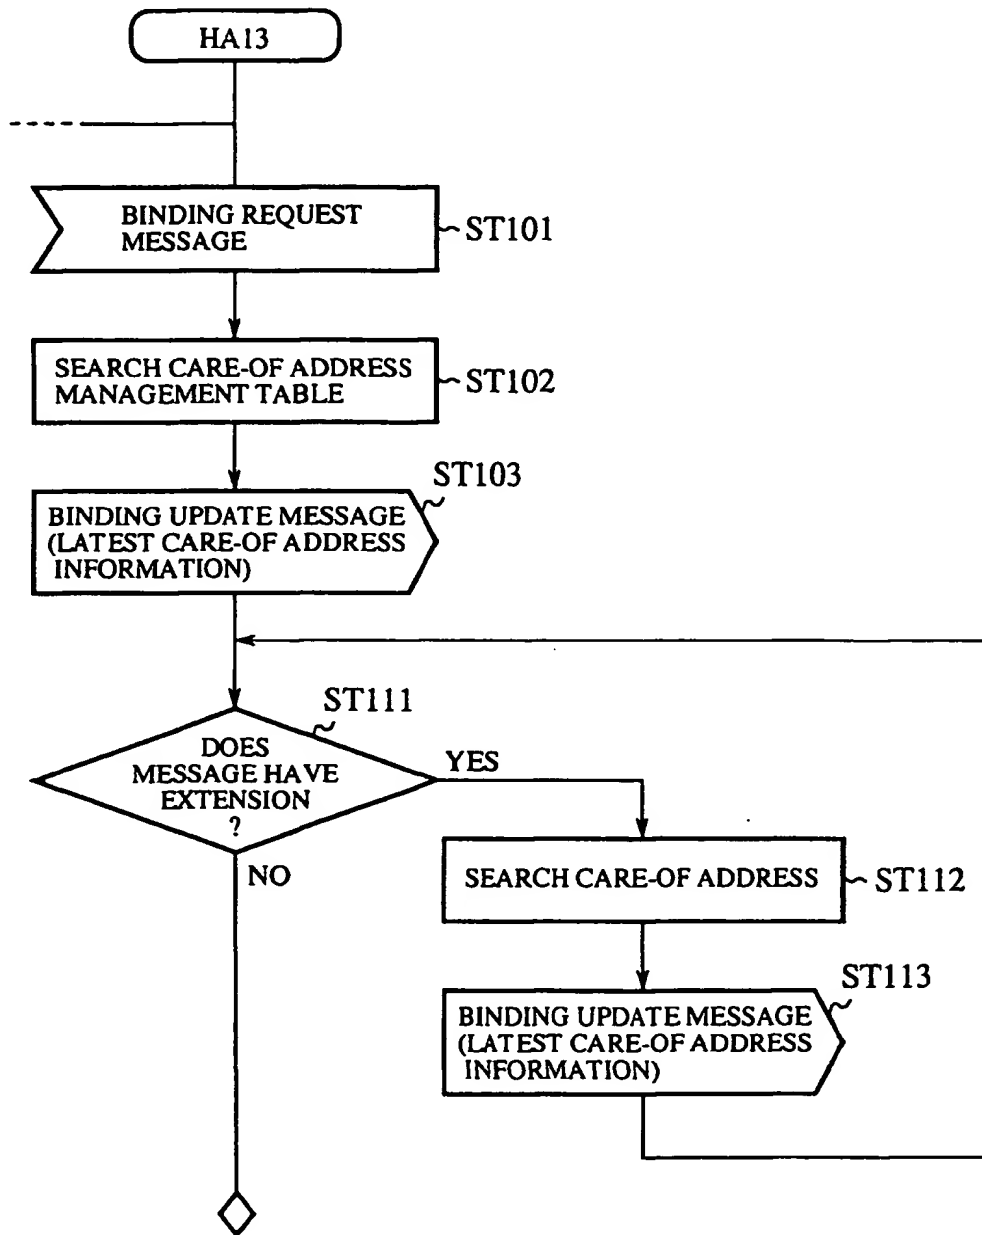 HA13
BINDING REQUEST
MESSAGE
ST101
SEARCH CARE-OF ADDRESS
MANAGEMENT TABLE
ST102
ST103
BINDING UPDATE MESSAGE
(LATEST CARE-OF ADDRESS
INFORMATION)
ST111
DOES
MESSAGE HAVE
EXTENSION
?
YES
NO
SEARCH CARE-OF ADDRESS
ST112
ST113
BINDING UPDATE MESSAGE
(LATEST CARE-OF ADDRESS
INFORMATION)